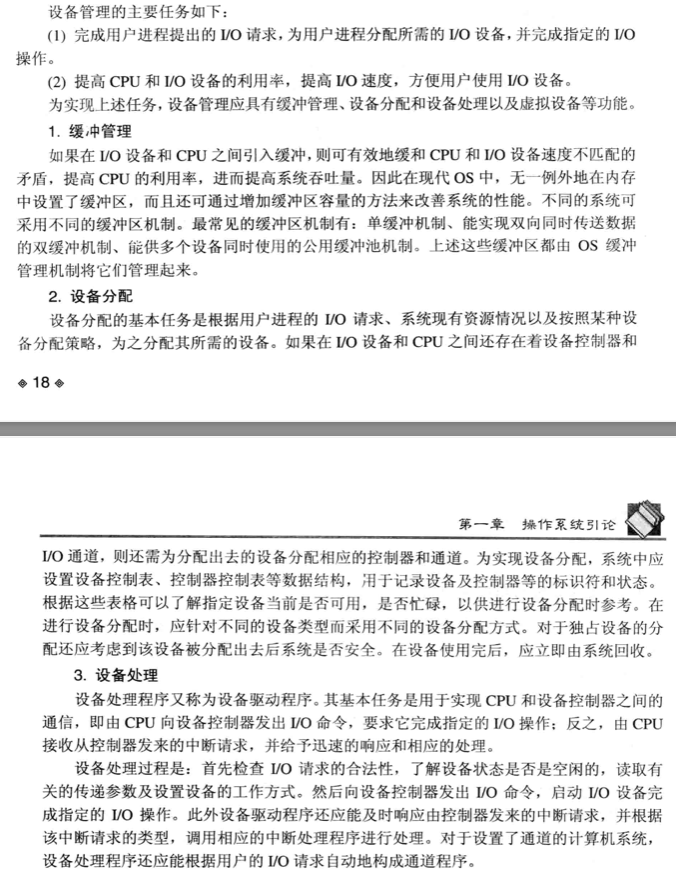 设备管理的主要任务如下：
(1) 完成用户进程提出的 I/O 请求，为用户进程分配所需的 I/O 设备，并完成指定的 I/O
操作。
(2) 提高 CPU 和 I/O 设备的利用率，提高 I/O 速度，方便用户使用 I/O 设备。
为实现上述任务，设备管理应具有缓冲管理、设备分配和设备处理以及虚拟设备等功能。
1. 缓冲管理
如果在 I/O 设备和 CPU 之间引入缓冲，则可有效地缓和 CPU 和 I/O 设备速度不匹配的
矛盾，提高 CPU 的利用率，进而提高系统吞吐量。因此在现代 OS 中，无一例外地在内存
中设置了缓冲区，而且还可通过增加缓冲区容量的方法来改善系统的性能。不同的系统可
采用不同的缓冲区机制。最常见的缓冲区机制有：单缓冲机制、能实现双向同时传送数据
的双缓冲机制、能供多个设备同时使用的公用缓冲池机制。上述这些缓冲区都由 OS 缓冲
管理机制将它们管理起来。
2. 设备分配
设备分配的基本任务是根据用户进程的 I/O 请求、系统现有资源情况以及按照某种设
备分配策略，为之分配其所需的设备。如果在 I/O 设备和 CPU 之间还存在着设备控制器和
18
第一章 操作系统引论
I/O 通道，则还需为分配出去的设备分配相应的控制器和通道。为实现设备分配，系统中应
设置设备控制表、控制器控制表等数据结构，用于记录设备及控制器等的标识符和状态。
根据这些表格可以了解指定设备当前是否可用，是否忙碌，以供进行设备分配时参考。在
进行设备分配时，应针对不同的设备类型而采用不同的设备分配方式。对于独占设备的分
配还应考虑到该设备被分配出去后系统是否安全。在设备使用完后，应立即由系统回收。
3. 设备处理
设备处理程序又称为设备驱动程序。其基本任务是用于实现 CPU 和设备控制器之间的
通信，即由 CPU 向设备控制器发出 I/O 命令，要求它完成指定的 I/O 操作；反之，由 CPU
接收从控制器发来的中断请求，并给予迅速的响应和相应的处理。
设备处理过程是：首先检查 I/O 请求的合法性，了解设备状态是否是空闲的，读取有
关的传递参数及设置设备的工作方式。然后向设备控制器发出 I/O 命令，启动 I/O 设备完
成指定的 I/O 操作。此外设备驱动程序还应能及时响应由控制器发来的中断请求，并根据
该中断请求的类型，调用相应的中断处理程序进行处理。对于设置了通道的计算机系统，
设备处理程序还应能根据用户的 I/O 请求自动地构成通道程序。